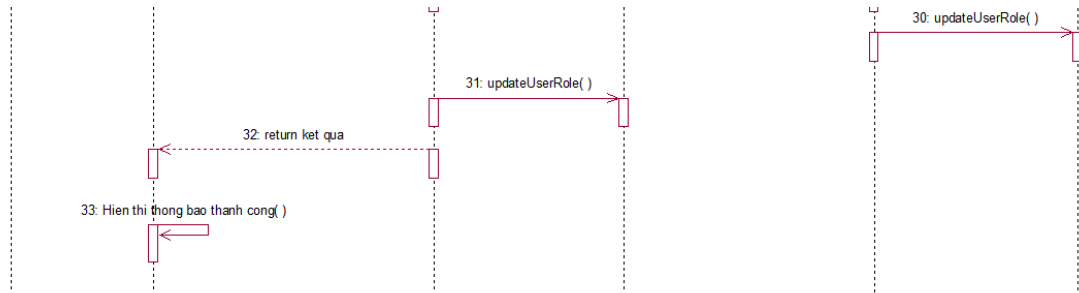 30: updateUserRole( )
31: updateUserRole( )
32: return ket qua
33: Hien thi thong bao thanh cong( )